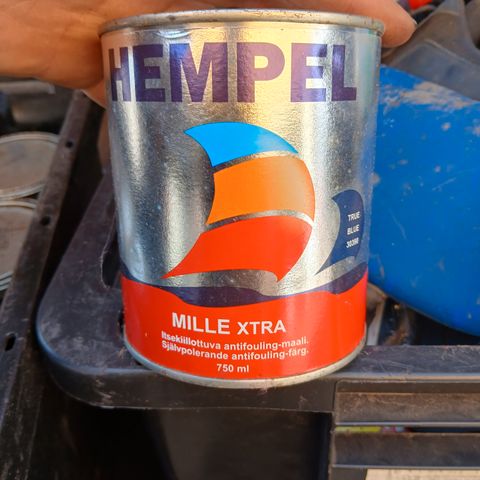 HEMPEL
TRUE
BLUE
30390
MILLE XTRA
Itsekiillottuva antifouling-maali.
Självpolerande antifouling-färg.
750 ml